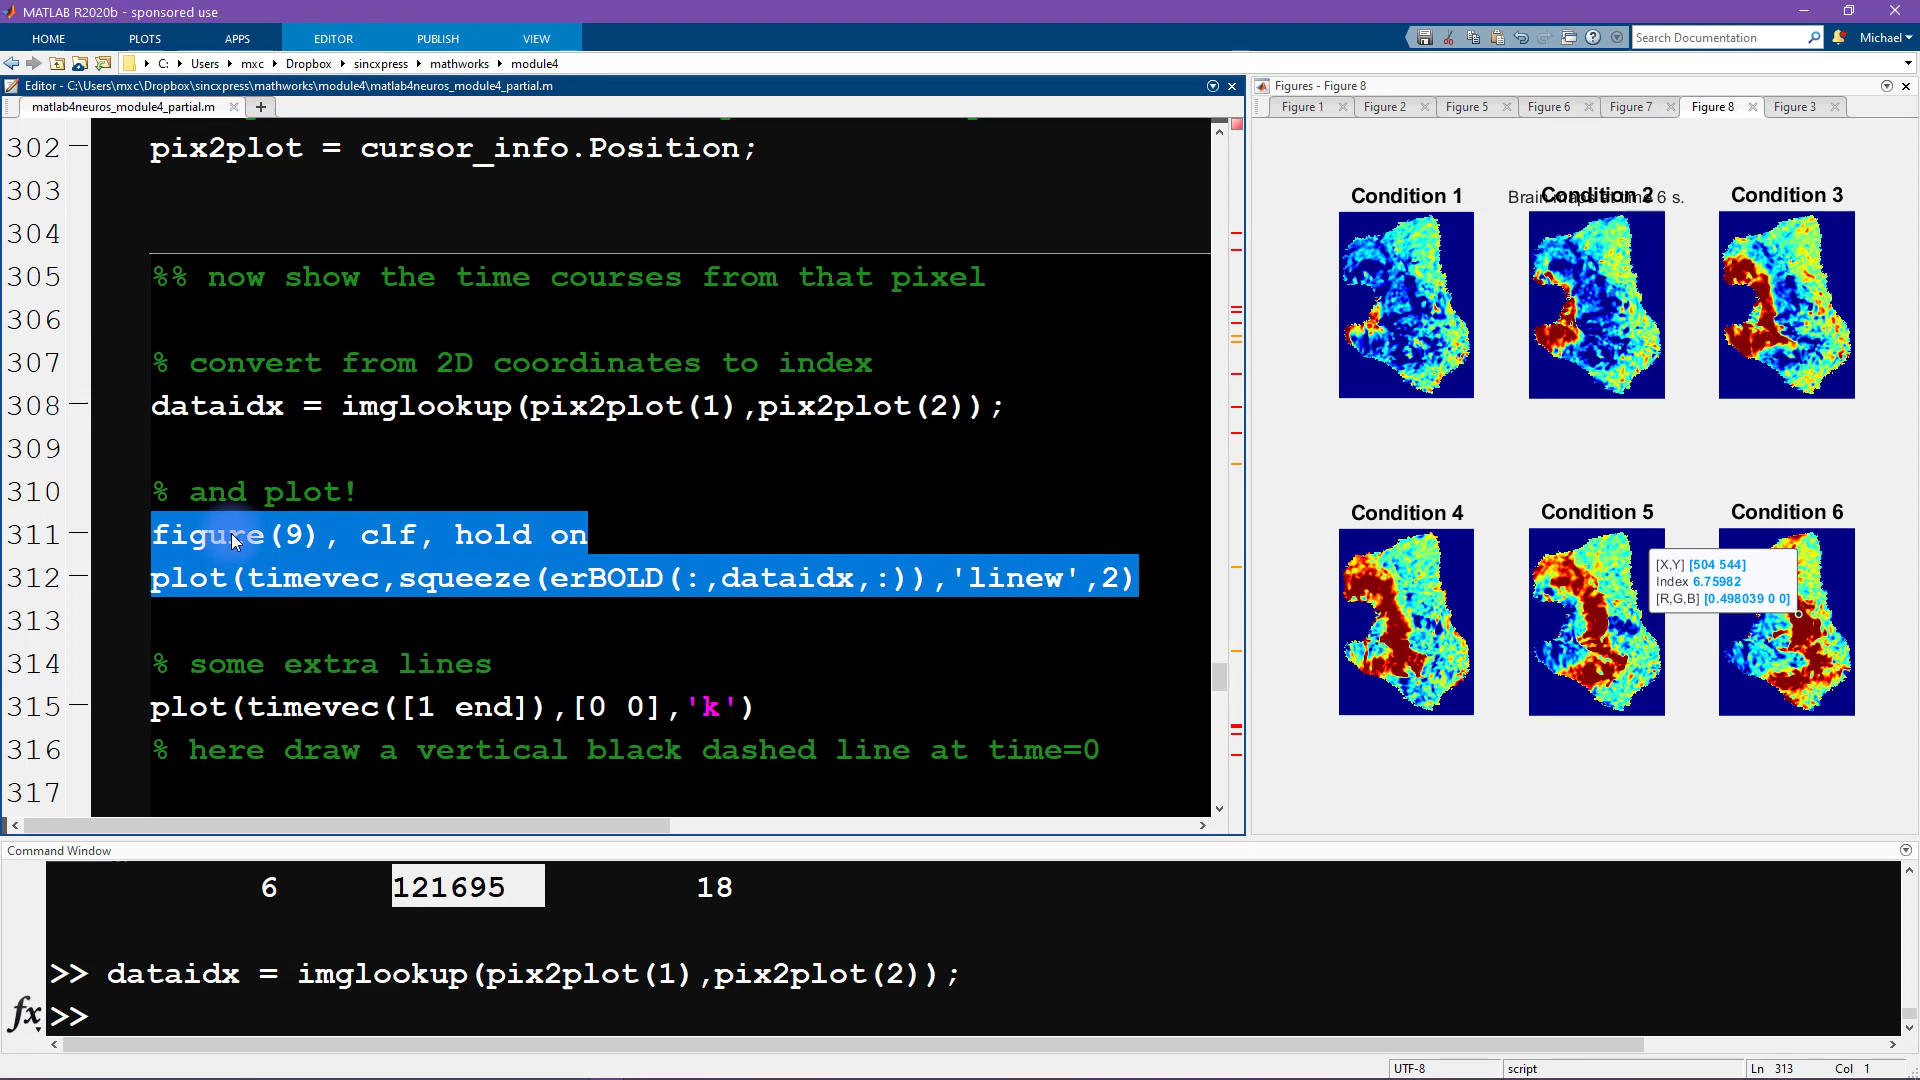 MATLAB R2020b - sponsored use
HOME PLOTS APPS EDITOR PUBLISH VIEW Search Documentation Michael
C: Users mxc Dropbox sincxpress mathworks module4
Editor - C:\Users\mxc\Dropbox\sincxpress\mathworks\module4\matlab4neuros_module4_partial.m
matlab4neuros_module4_partial.m
302 pix2plot = cursor_info.Position;
303
304
305 %% now show the time courses from that pixel
306
307 % convert from 2D coordinates to index
308 dataidx = imglookup(pix2plot(1),pix2plot(2));
309
310 % and plot!
311 figure(9), clf, hold on
312 plot(timevec,squeeze(erBOLD(:,dataidx,:)),'linew',2)
313
314 % some extra lines
315 plot(timevec([1 end]),[0 0],'k')
316 % here draw a vertical black dashed line at time=0
317
Figures - Figure 8
Figure 1 Figure 2 Figure 5 Figure 6 Figure 7 Figure 8 Figure 3
Brain maps at time 6 s.
Condition 1 Condition 2 Condition 3
Condition 4 Condition 5 Condition 6
[X,Y] [504 544]
Index 6.75982
[R,G,B] [0.498039 0 0]
Command Window
6 121695 18
>> dataidx = imglookup(pix2plot(1),pix2plot(2));
fx >>
UTF-8 script Ln 313 Col 1